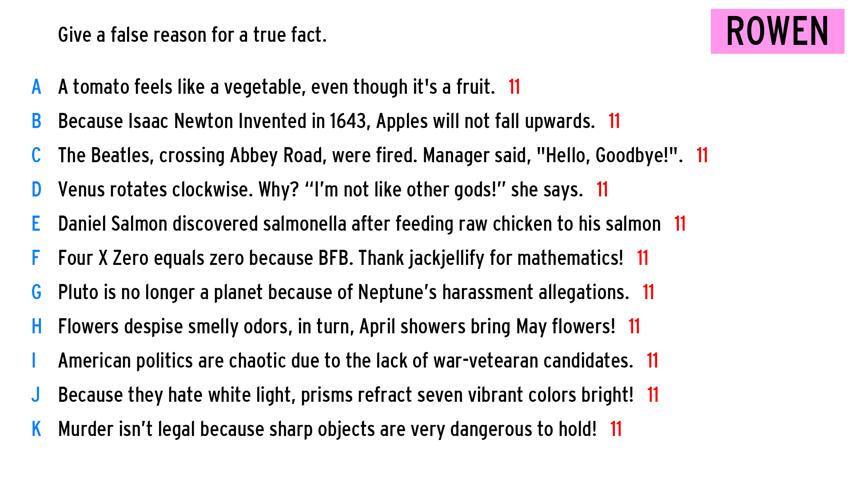 Give a false reason for a true fact.
ROWEN
A A tomato feels like a vegetable, even though it's a fruit. 11
B Because Isaac Newton Invented in 1643, Apples will not fall upwards. 11
C The Beatles, crossing Abbey Road, were fired. Manager said, "Hello, Goodbye!". 11
D Venus rotates clockwise. Why? “I’m not like other gods!” she says. 11
E Daniel Salmon discovered salmonella after feeding raw chicken to his salmon 11
F Four X Zero equals zero because BFB. Thank jackjellify for mathematics! 11
G Pluto is no longer a planet because of Neptune’s harassment allegations. 11
H Flowers despise smelly odors, in turn, April showers bring May flowers! 11
I American politics are chaotic due to the lack of war-vetearan candidates. 11
J Because they hate white light, prisms refract seven vibrant colors bright! 11
K Murder isn’t legal because sharp objects are very dangerous to hold! 11